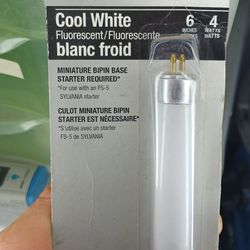 Cool White
Fluorescent/Fluorescente
blanc froid
6 4
INCHES WATTS
WATTS
MINIATURE BIPIN BASE
STARTER REQUIRED*
*For use with an FS-5
SYLVANIA starter
CULOT MINIATURE BIPIN
STARTER EST NÉCESSAIRE*
*S'utilise avec un starter
FS-5 de SYLVANIA